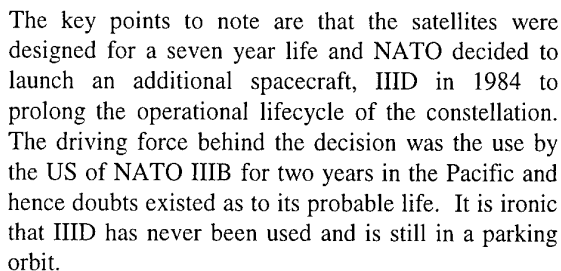 The key points to note are that the satellites were
designed for a seven year life and NATO decided to
launch an additional spacecraft, IIID in 1984 to
prolong the operational lifecycle of the constellation.
The driving force behind the decision was the use by
the US of NATO IIIB for two years in the Pacific and
hence doubts existed as to its probable life.  It is ironic
that IIID has never been used and is still in a parking
orbit.